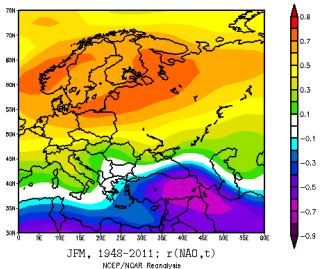 75N
70N
65N
60N
55N
50N
45N
40N
35N
30N
0 5E 10E 15E 20E 25E 30E 35E 40E 45E 50E 55E 60E
0.8
0.7
0.5
0.3
0.1
-0.1
-0.3
-0.5
-0.7
-0.9
JFM, 1948-2011; r(NAO,t)
NCEP/NCAR Reanalysis